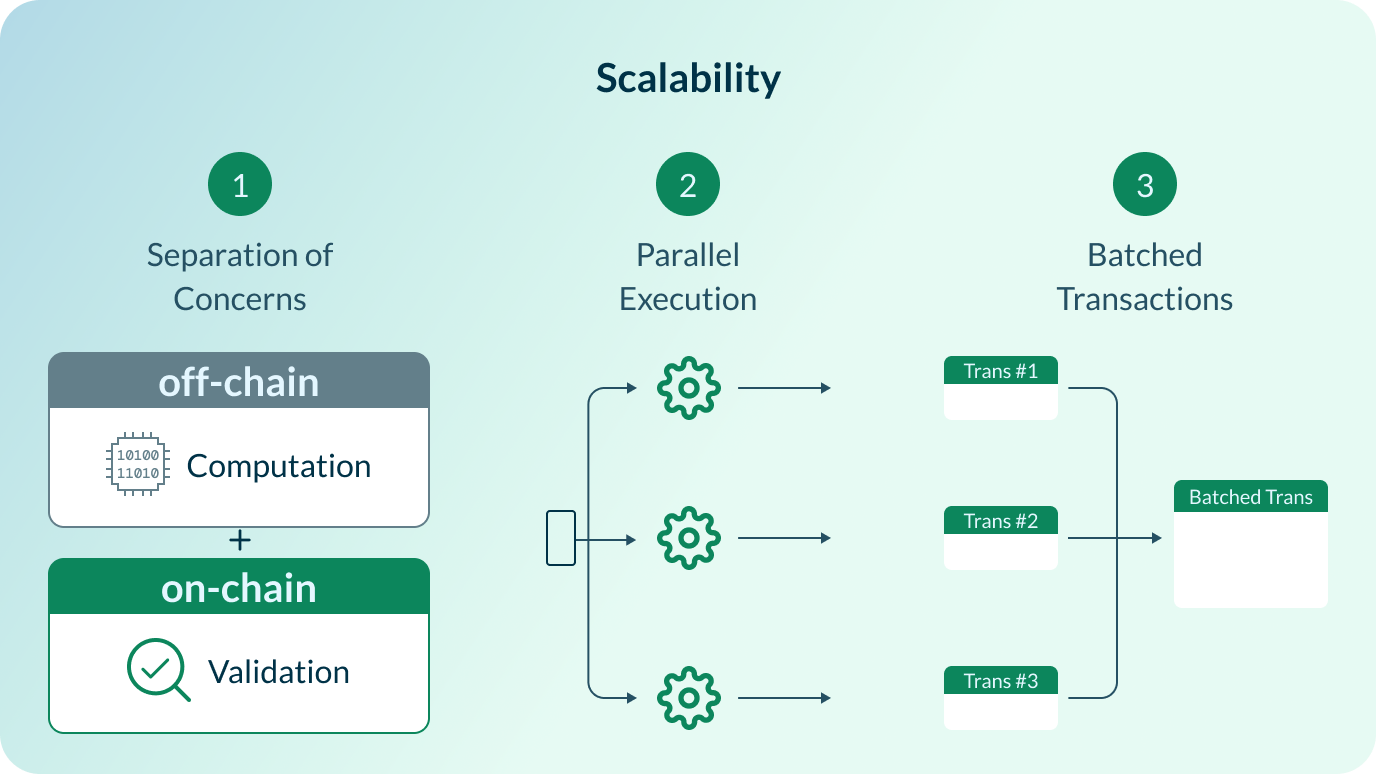 Scalability
1
Separation of
Concerns
off-chain
10100
11010
Computation
+
on-chain
Validation
2
Parallel
Execution
3
Batched
Transactions
Trans #1
Trans #2
Trans #3
Batched Trans